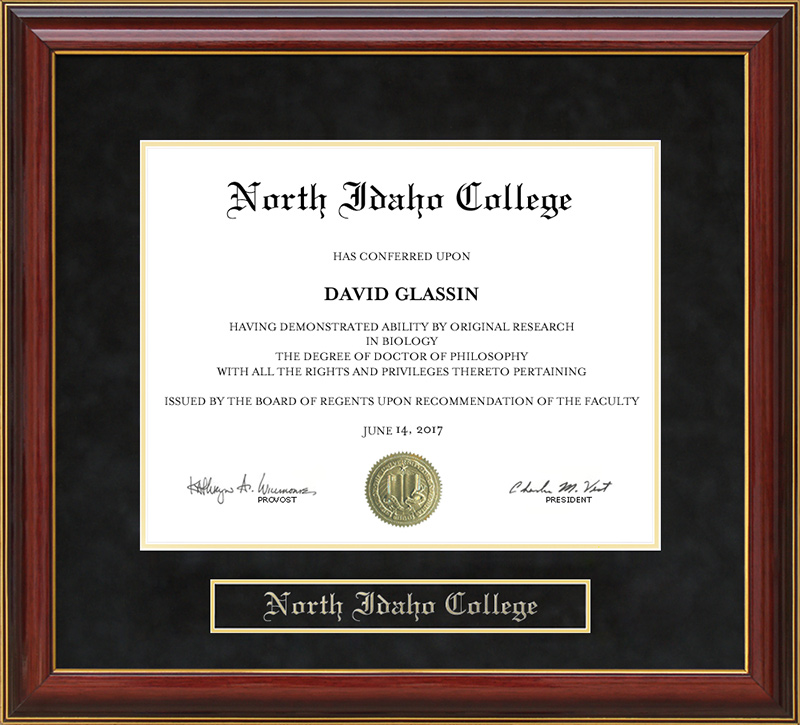 North Idaho College
HAS CONFERRED UPON
DAVID GLASSIN
HAVING DEMONSTRATED ABILITY BY ORIGINAL RESEARCH
IN BIOLOGY
THE DEGREE OF DOCTOR OF PHILOSOPHY
WITH ALL THE RIGHTS AND PRIVILEGES THERETO PERTAINING
ISSUED BY THE BOARD OF REGENTS UPON RECOMMENDATION OF THE FACULTY
JUNE 14, 2017
Charles M. Vest
PROVOST
PRESIDENT
North Idaho College